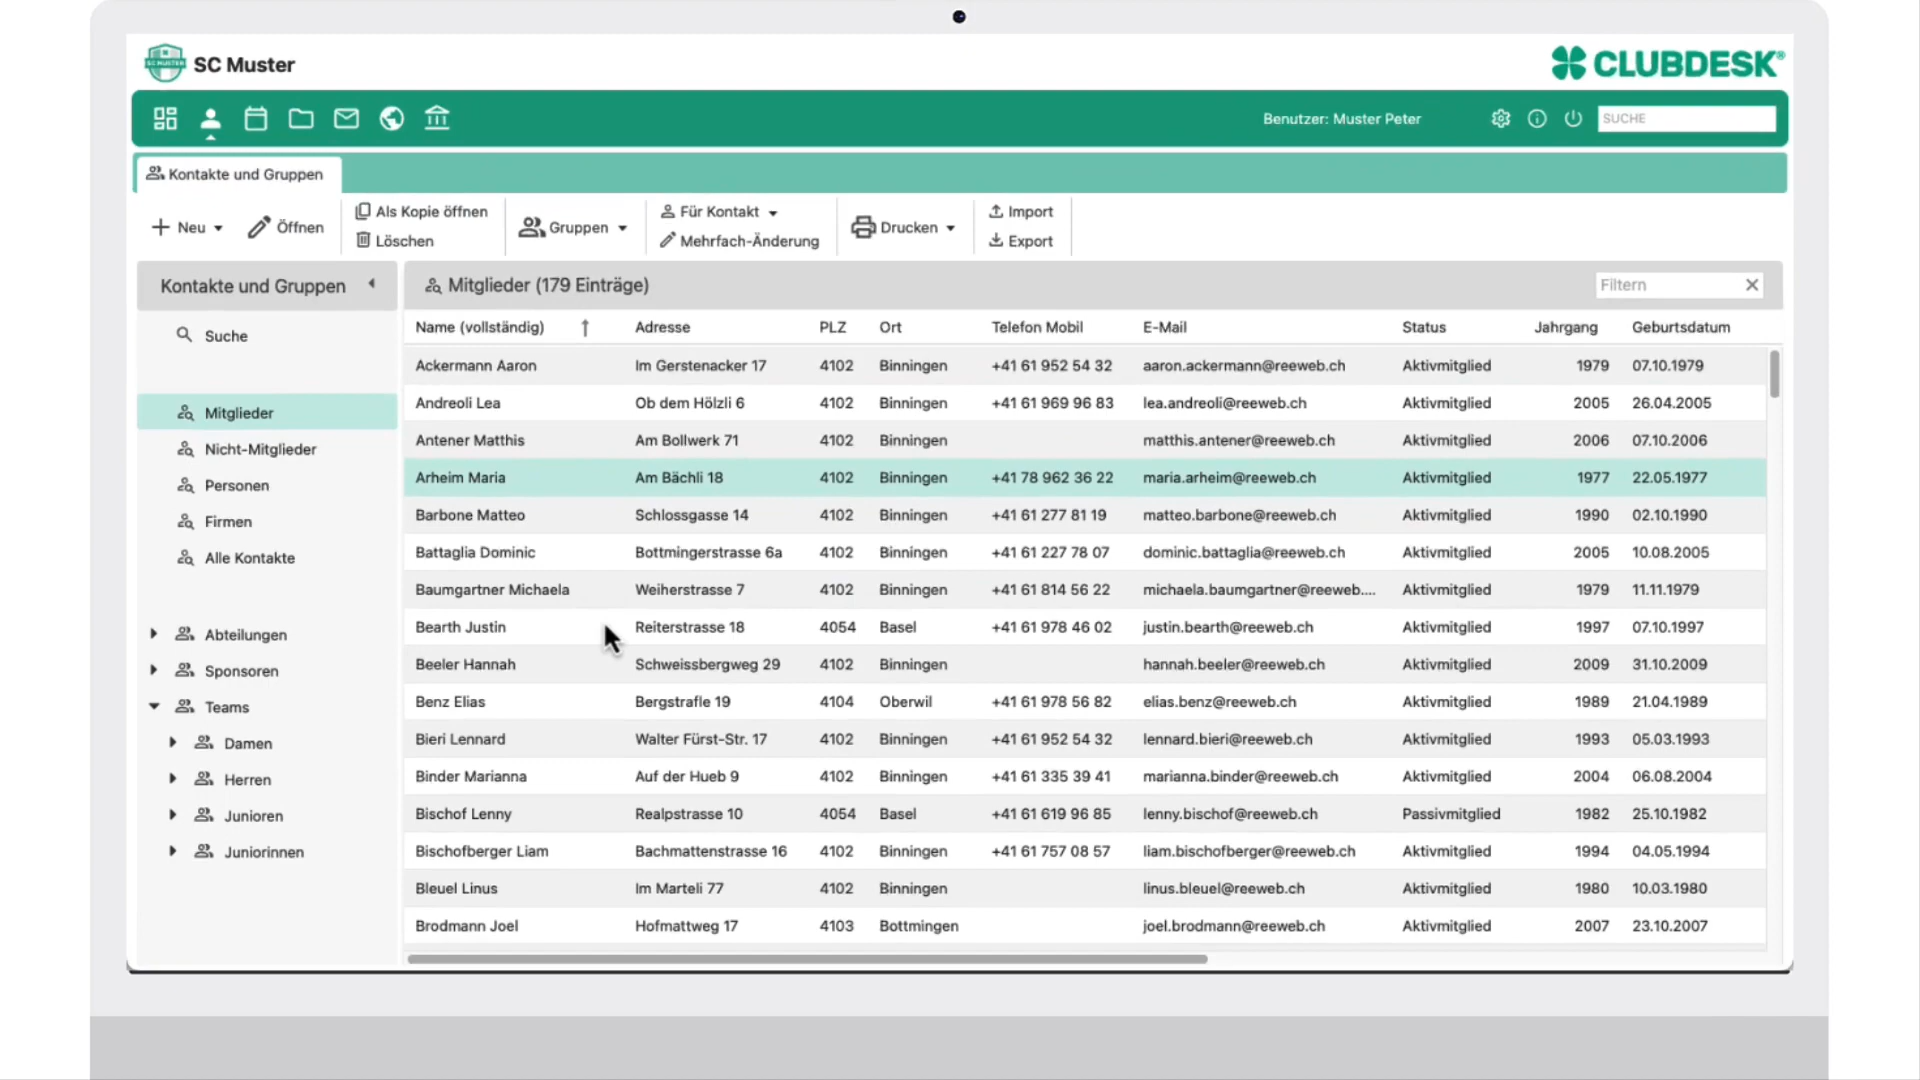 SC MUSTER
SC Muster
CLUBDESK®
Benutzer: Muster Peter
SUCHE
Kontakte und Gruppen
Neu
Öffnen
Als Kopie öffnen
Löschen
Gruppen
Für Kontakt
Mehrfach-Änderung
Drucken
Import
Export
Kontakte und Gruppen
Suche
Mitglieder
Nicht-Mitglieder
Personen
Firmen
Alle Kontakte
Abteilungen
Sponsoren
Teams
Damen
Herren
Junioren
Juniorinnen
Mitglieder (179 Einträge)
Filtern
Name (vollständig) Adresse PLZ Ort Telefon Mobil E-Mail Status Jahrgang Geburtsdatum
Ackermann Aaron Im Gerstenacker 17 4102 Binningen +41 61 952 54 32 aaron.ackermann@reeweb.ch Aktivmitglied 1979 07.10.1979
Andreoli Lea Ob dem Hölzli 6 4102 Binningen +41 61 969 96 83 lea.andreoli@reeweb.ch Aktivmitglied 2005 26.04.2005
Antener Matthis Am Bollwerk 71 4102 Binningen matthis.antener@reeweb.ch Aktivmitglied 2006 07.10.2006
Arheim Maria Am Bächli 18 4102 Binningen +41 78 962 36 22 maria.arheim@reeweb.ch Aktivmitglied 1977 22.05.1977
Barbone Matteo Schlossgasse 14 4102 Binningen +41 61 277 81 19 matteo.barbone@reeweb.ch Aktivmitglied 1990 02.10.1990
Battaglia Dominic Bottmingerstrasse 6a 4102 Binningen +41 61 227 78 07 dominic.battaglia@reeweb.ch Aktivmitglied 2005 10.08.2005
Baumgartner Michaela Weiherstrasse 7 4102 Binningen +41 61 814 56 22 michaela.baumgartner@reeweb.... Aktivmitglied 1979 11.11.1979
Bearth Justin Reiterstrasse 18 4054 Basel +41 61 978 46 02 justin.bearth@reeweb.ch Aktivmitglied 1997 07.10.1997
Beeler Hannah Schweissbergweg 29 4102 Binningen hannah.beeler@reeweb.ch Aktivmitglied 2009 31.10.2009
Benz Elias Bergstrafle 19 4104 Oberwil +41 61 978 56 82 elias.benz@reeweb.ch Aktivmitglied 1989 21.04.1989
Bieri Lennard Walter Fürst-Str. 17 4102 Binningen +41 61 952 54 32 lennard.bieri@reeweb.ch Aktivmitglied 1993 05.03.1993
Binder Marianna Auf der Hueb 9 4102 Binningen +41 61 335 39 41 marianna.binder@reeweb.ch Aktivmitglied 2004 06.08.2004
Bischof Lenny Realpstrasse 10 4054 Basel +41 61 619 96 85 lenny.bischof@reeweb.ch Passivmitglied 1982 25.10.1982
Bischofberger Liam Bachmattenstrasse 16 4102 Binningen +41 61 757 08 57 liam.bischofberger@reeweb.ch Aktivmitglied 1994 04.05.1994
Bleuel Linus Im Marteli 77 4102 Binningen linus.bleuel@reeweb.ch Aktivmitglied 1980 10.03.1980
Brodmann Joel Hofmattweg 17 4103 Bottmingen joel.brodmann@reeweb.ch Aktivmitglied 2007 23.10.2007